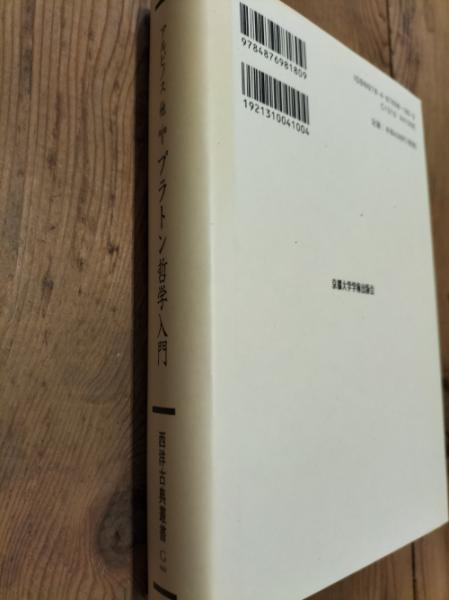 アルビノス 他
プラトン哲学入門
西洋古典叢書
9784876981809
1921310041004
京都大学学術出版会